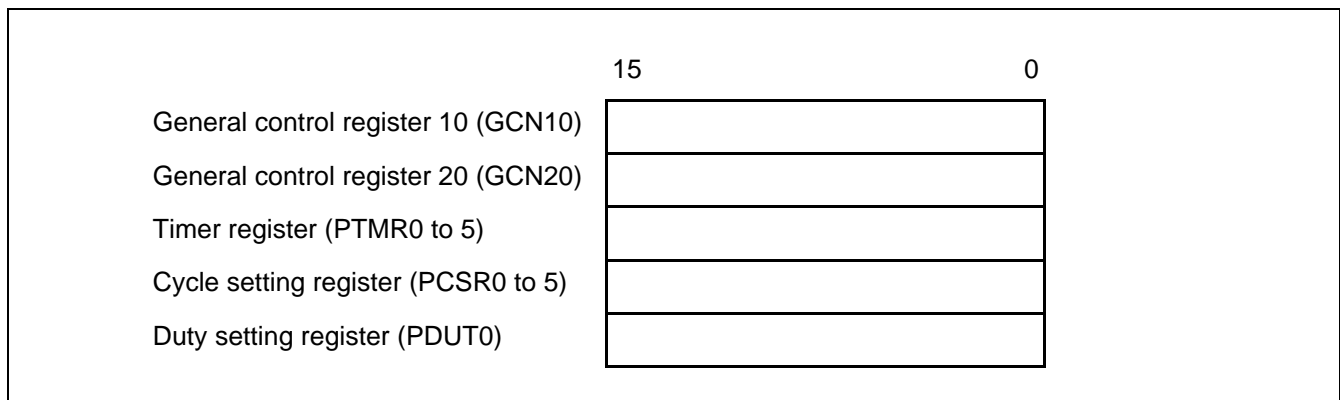 15 0
General control register 10 (GCN10)
General control register 20 (GCN20)
Timer register (PTMR0 to 5)
Cycle setting register (PCSR0 to 5)
Duty setting register (PDUT0)